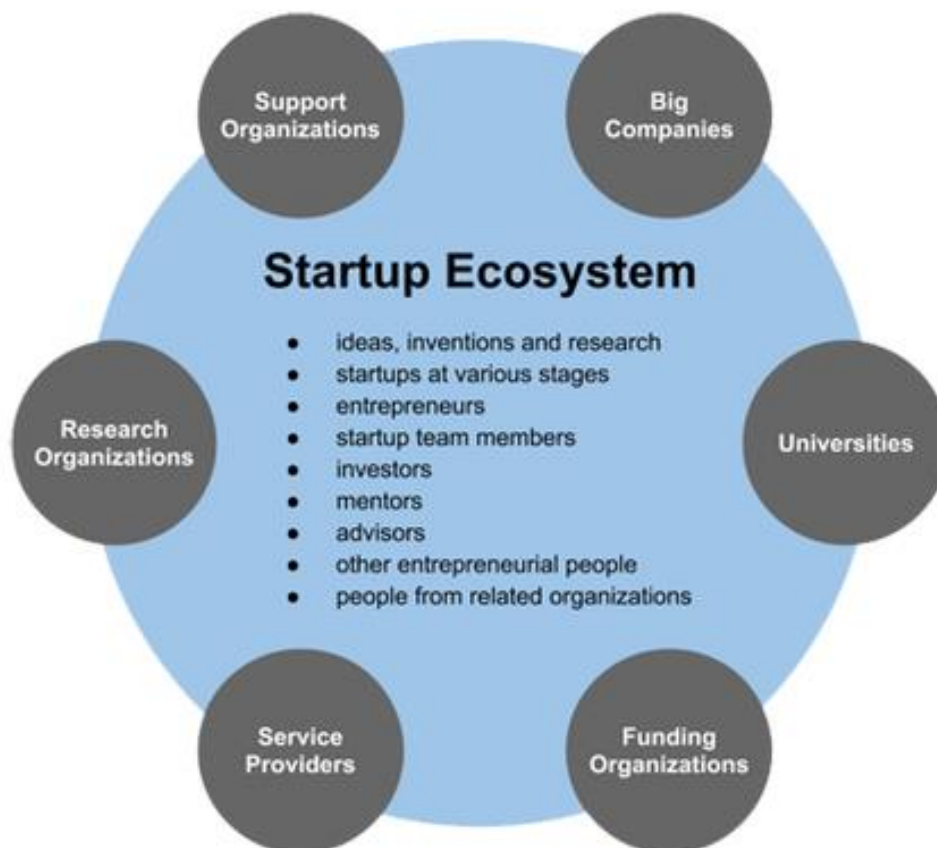 Support
Organizations
Big
Companies
Startup Ecosystem
● ideas, inventions and research
● startups at various stages
● entrepreneurs
● startup team members
● investors
● mentors
● advisors
● other entrepreneurial people
● people from related organizations
Research
Organizations
Universities
Service
Providers
Funding
Organizations